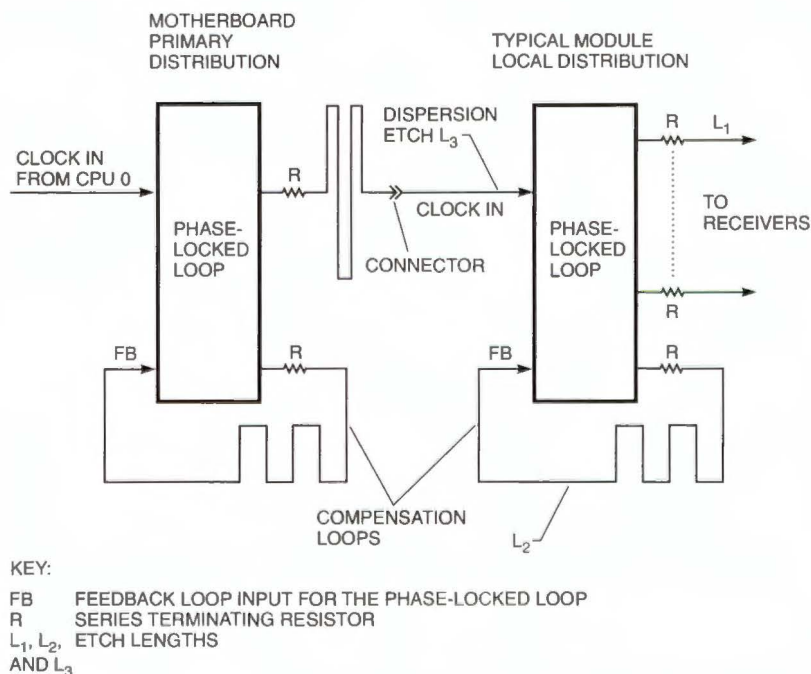 MOTHERBOARD
PRIMARY
DISTRIBUTION
TYPICAL MODULE
LOCAL DISTRIBUTION
CLOCK IN
FROM CPU 0
PHASE-
LOCKED
LOOP
R
DISPERSION
ETCH L₃
CLOCK IN
CONNECTOR
PHASE-
LOCKED
LOOP
R
L₁
TO
RECEIVERS
R
FB
R
FB
R
COMPENSATION
LOOPS
L₂
KEY:
FB FEEDBACK LOOP INPUT FOR THE PHASE-LOCKED LOOP
R SERIES TERMINATING RESISTOR
L₁, L₂, ETCH LENGTHS
AND L₃